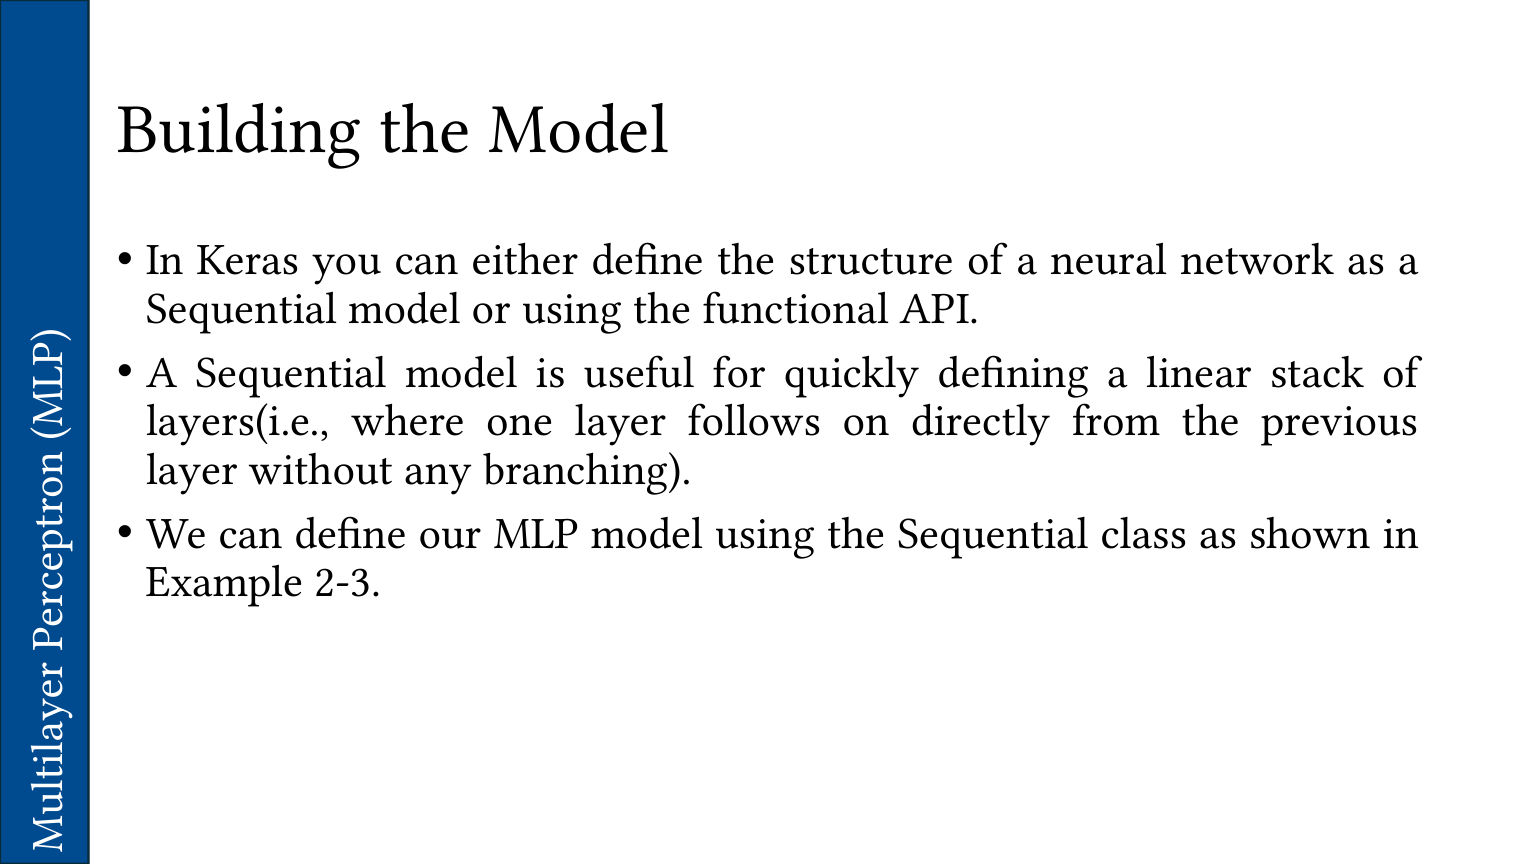 Multilayer Perceptron (MLP)
Building the Model
• In Keras you can either define the structure of a neural network as a
Sequential model or using the functional API.
• A Sequential model is useful for quickly defining a linear stack of
layers(i.e., where one layer follows on directly from the previous
layer without any branching).
• We can define our MLP model using the Sequential class as shown in
Example 2-3.